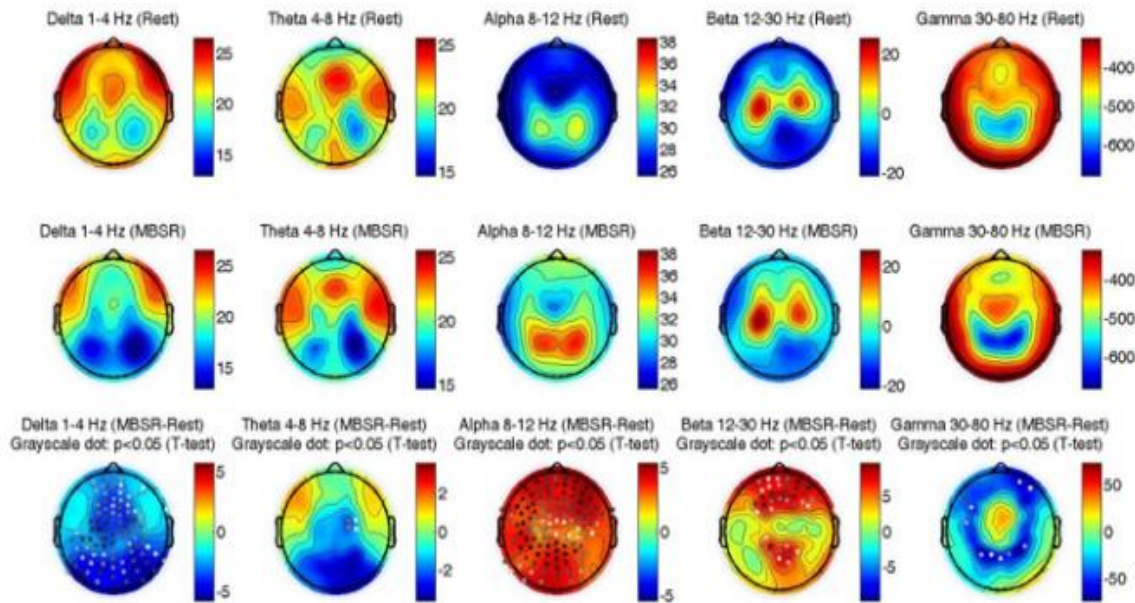 Delta 1-4 Hz (Rest)
Theta 4-8 Hz (Rest)
Alpha 8-12 Hz (Rest)
Beta 12-30 Hz (Rest)
Gamma 30-80 Hz (Rest)
25
20
15
25
20
15
38
36
34
32
30
28
26
20
0
-20
-400
-500
-600
Delta 1-4 Hz (MBSR)
Theta 4-8 Hz (MBSR)
Alpha 8-12 Hz (MBSR)
Beta 12-30 Hz (MBSR)
Gamma 30-80 Hz (MBSR)
25
20
15
25
20
15
38
36
34
32
30
28
26
20
0
-20
-400
-500
-600
Delta 1-4 Hz (MBSR-Rest)
Grayscale dot: p<0.05 (T-test)
Theta 4-8 Hz (MBSR-Rest)
Grayscale dot: p<0.05 (T-test)
Alpha 8-12 Hz (MBSR-Rest)
Grayscale dot: p<0.05 (T-test)
Beta 12-30 Hz (MBSR-Rest)
Grayscale dot: p<0.05 (T-test)
Gamma 30-80 Hz (MBSR-Rest)
Grayscale dot: p<0.05 (T-test)
5
0
-5
2
0
-2
5
0
-5
5
0
-5
50
0
-50